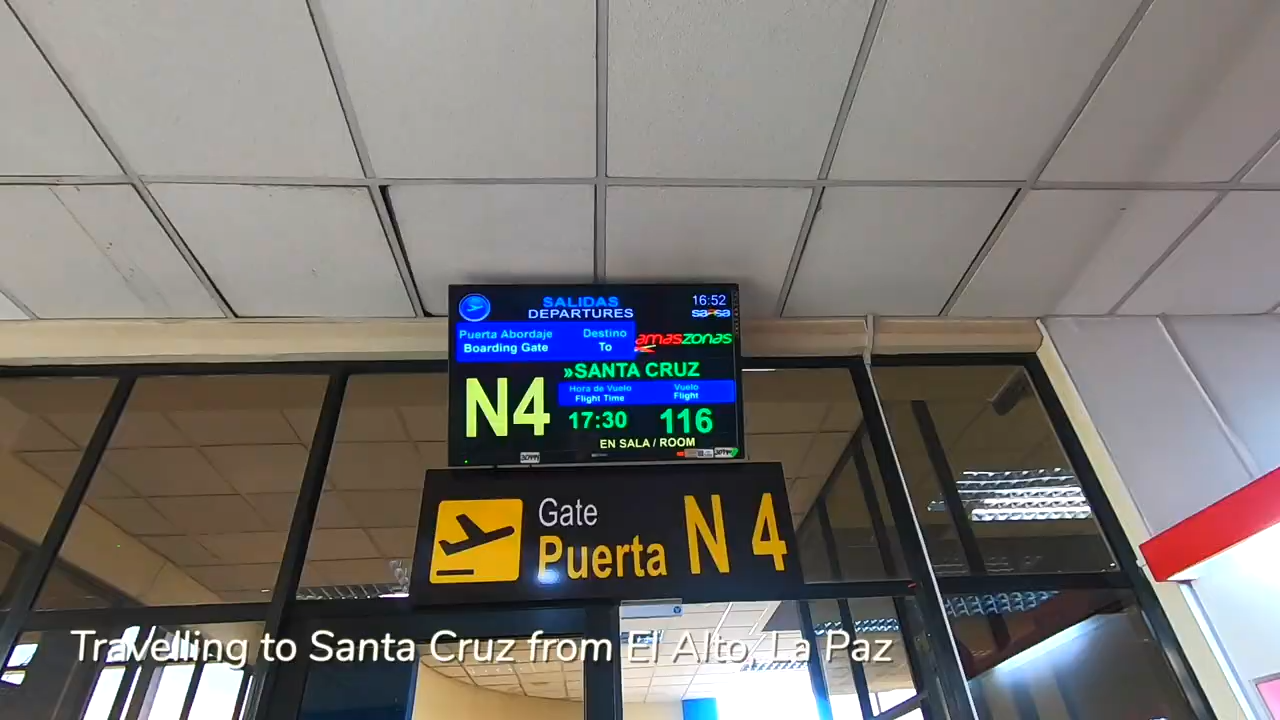 SALIDAS
DEPARTURES
16:52
sabsa
Puerta Abordaje Destino
Boarding Gate To
amaszonas
»SANTA CRUZ
N4
Hora de Vuelo Vuelo
Flight Time Flight
17:30 116
EN SALA / ROOM
Gate
Puerta N 4
Travelling to Santa Cruz from El Alto, La Paz